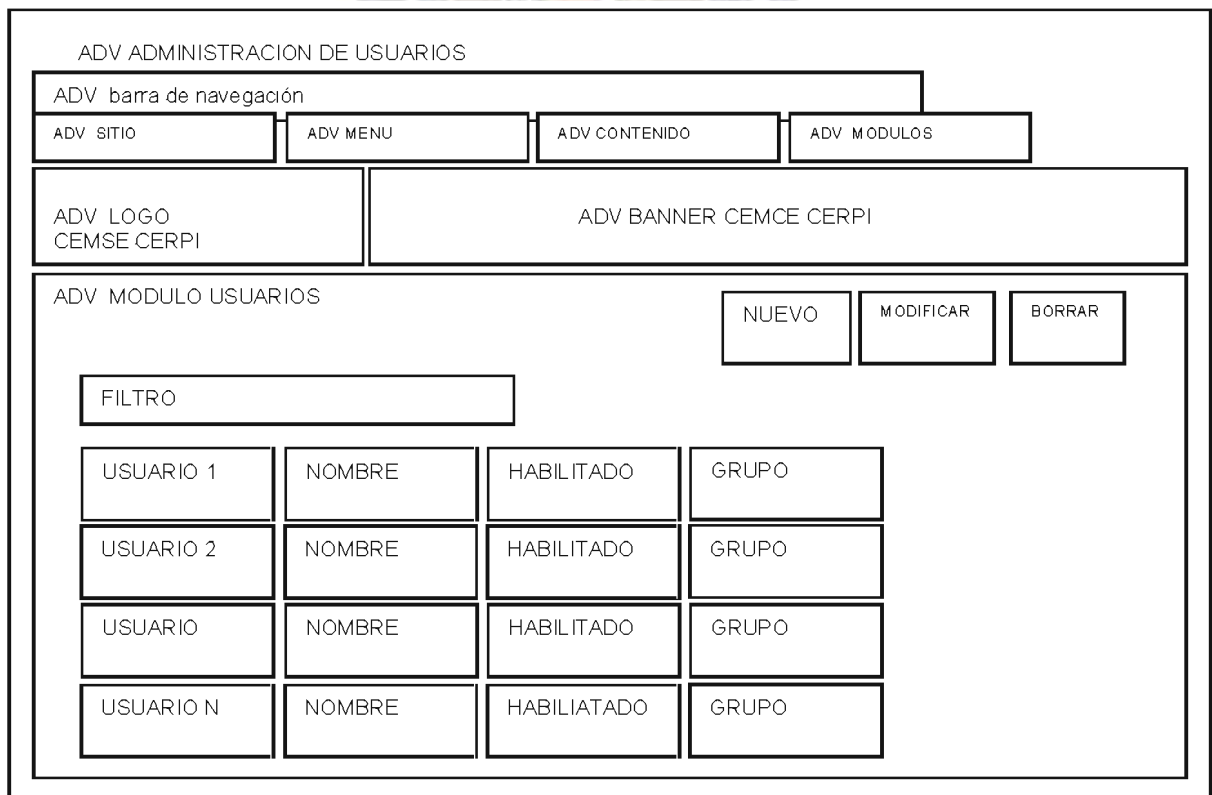 ADV ADMINISTRACION DE USUARIOS
ADV barra de navegación
ADV SITIO
ADV MENU
ADV CONTENIDO
ADV MODULOS
ADV LOGO
CEMSE CERPI
ADV BANNER CEMCE CERPI
ADV MODULO USUARIOS
NUEVO
MODIFICAR
BORRAR
FILTRO
USUARIO 1
NOMBRE
HABILITADO
GRUPO
USUARIO 2
NOMBRE
HABILITADO
GRUPO
USUARIO
NOMBRE
HABILITADO
GRUPO
USUARIO N
NOMBRE
HABILIATADO
GRUPO